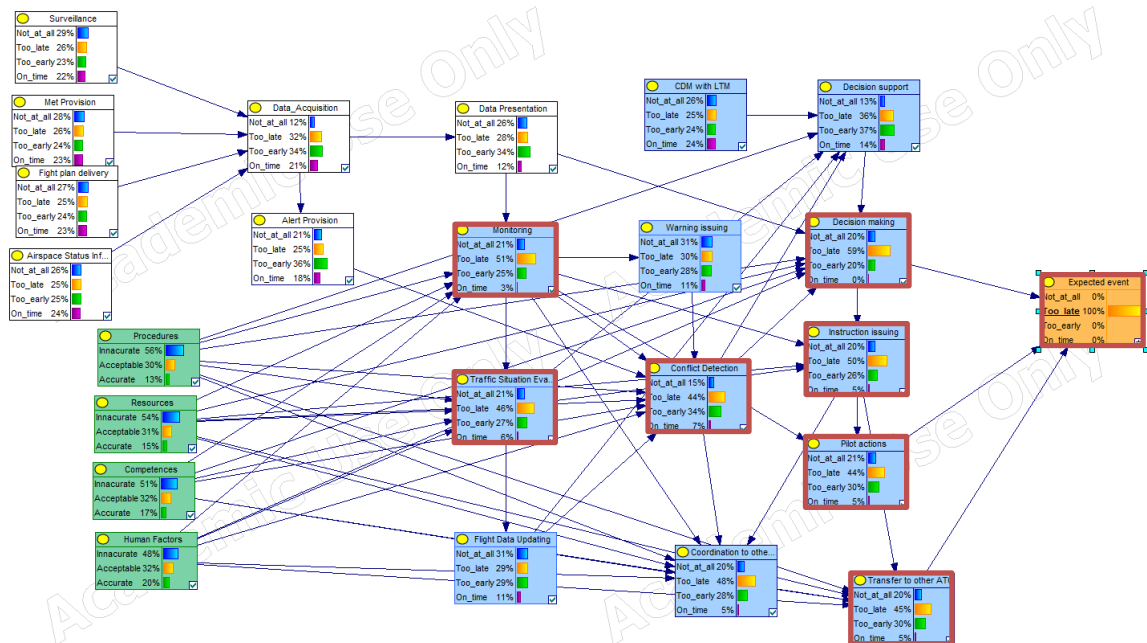 Surveillance
Not_at_all 29%
Too_late 26%
Too_early 23%
On_time 22%
Met Provision
Not_at_all 28%
Too_late 26%
Too_early 24%
On_time 23%
Fight plan delivery
Not_at_all 27%
Too_late 25%
Too_early 24%
On_time 23%
Airspace Status Inf...
Not_at_all 26%
Too_late 25%
Too_early 25%
On_time 24%
Data_Acquisition
Not_at_all 12%
Too_late 32%
Too_early 34%
On_time 21%
Alert Provision
Not_at_all 21%
Too_late 25%
Too_early 36%
On_time 18%
Data Presentation
Not_at_all 26%
Too_late 28%
Too_early 34%
On_time 12%
CDM with LTM
Not_at_all 26%
Too_late 25%
Too_early 24%
On_time 24%
Decision support
Not_at_all 13%
Too_late 36%
Too_early 37%
On_time 14%
Monitoring
Not_at_all 21%
Too_late 51%
Too_early 25%
On_time 3%
Warning issuing
Not_at_all 31%
Too_late 30%
Too_early 28%
On_time 11%
Decision making
Not_at_all 20%
Too_late 59%
Too_early 20%
On_time 0%
Expected event
Not_at_all 0%
Too_late 100%
Too_early 0%
On_time 0%
Procedures
Innacurate 56%
Acceptable 30%
Accurate 13%
Resources
Innacurate 54%
Acceptable 31%
Accurate 15%
Competences
Innacurate 51%
Acceptable 32%
Accurate 17%
Human Factors
Innacurate 48%
Acceptable 32%
Accurate 20%
Traffic Situation Eva...
Not_at_all 21%
Too_late 46%
Too_early 27%
On_time 6%
Conflict Detection
Not_at_all 15%
Too_late 44%
Too_early 34%
On_time 7%
Instruction issuing
Not_at_all 20%
Too_late 50%
Too_early 26%
On_time 5%
Pilot actions
Not_at_all 21%
Too_late 44%
Too_early 30%
On_time 5%
Flight Data Updating
Not_at_all 31%
Too_late 29%
Too_early 29%
On_time 11%
Coordination to othe...
Not_at_all 20%
Too_late 48%
Too_early 28%
On_time 5%
Transfer to other
Not_at_all 20%
Too_late 45%
Too_early 30%
On_time 5%
Academic Use Only
Academic Use Only